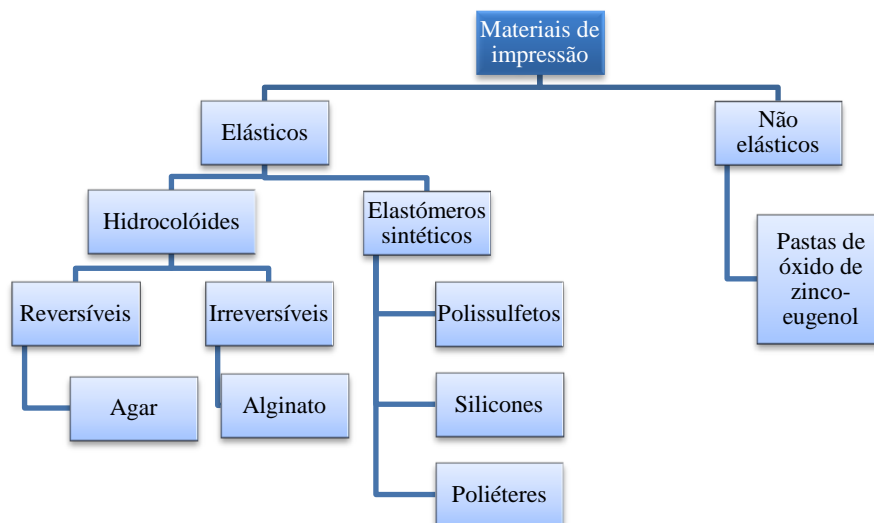 Materiais de
impressão
Elásticos
Não
elásticos
Hidrocolóides
Elastómeros
sintéticos
Pastas de
óxido de
zinco-
eugenol
Reversíveis
Irreversíveis
Polissulfetos
Agar
Alginato
Silicones
Poliéteres